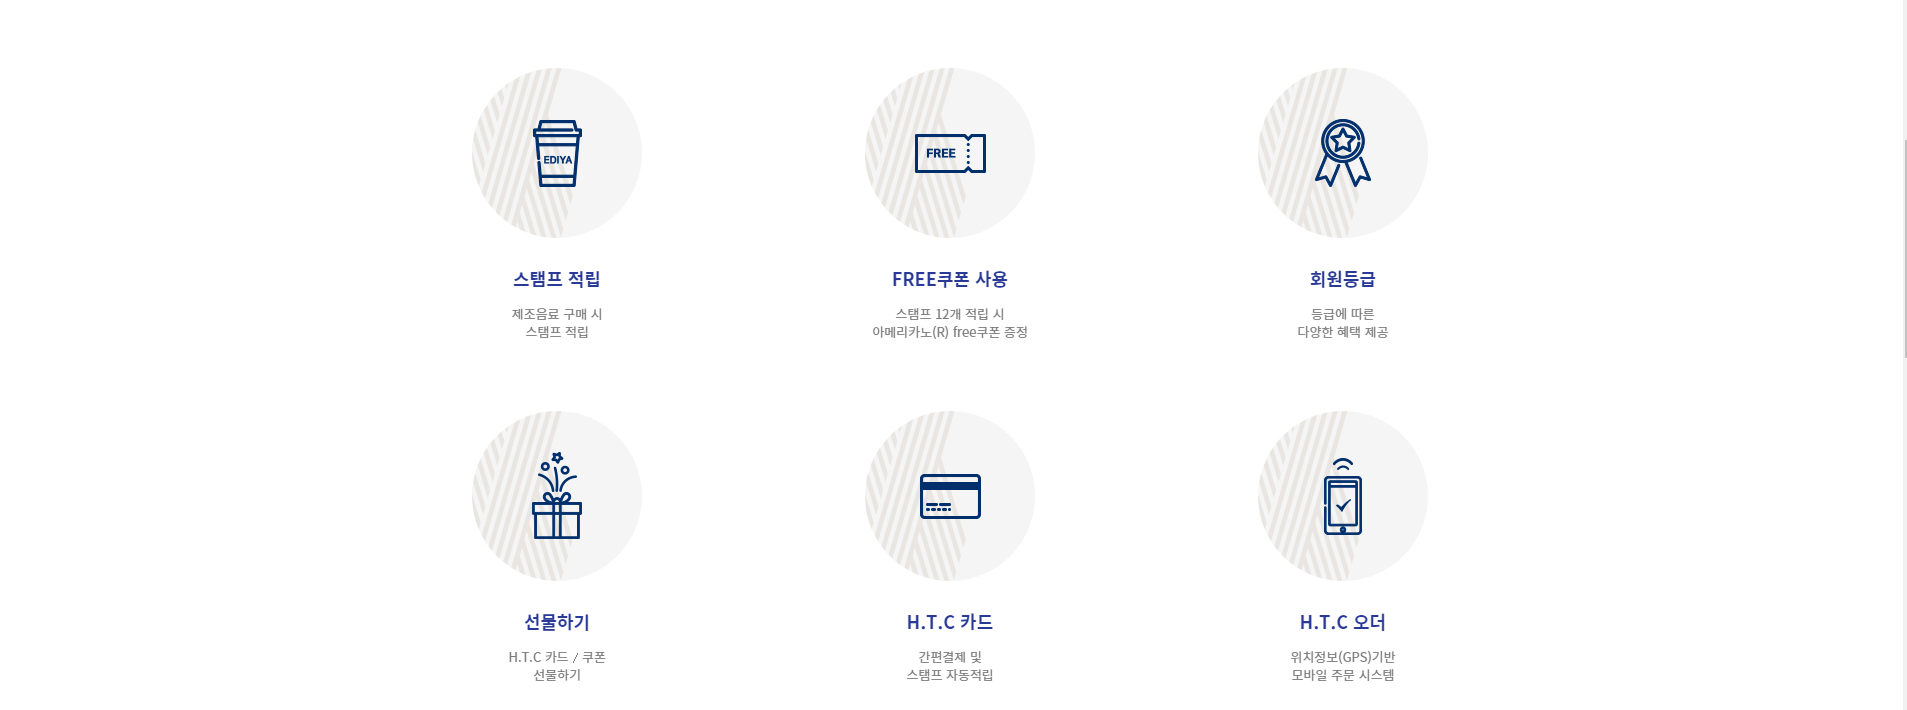 EDIYA
FREE
스탬프 적립
FREE쿠폰 사용
회원등급
제조음료 구매 시
스탬프 적립
스탬프 12개 적립 시
아메리카노(R) free쿠폰 증정
등급에 따른
다양한 혜택 제공
선물하기
H.T.C 카드
H.T.C 오더
H.T.C 카드 / 쿠폰
선물하기
간편결제 및
스탬프 자동적립
위치정보(GPS)기반
모바일 주문 시스템